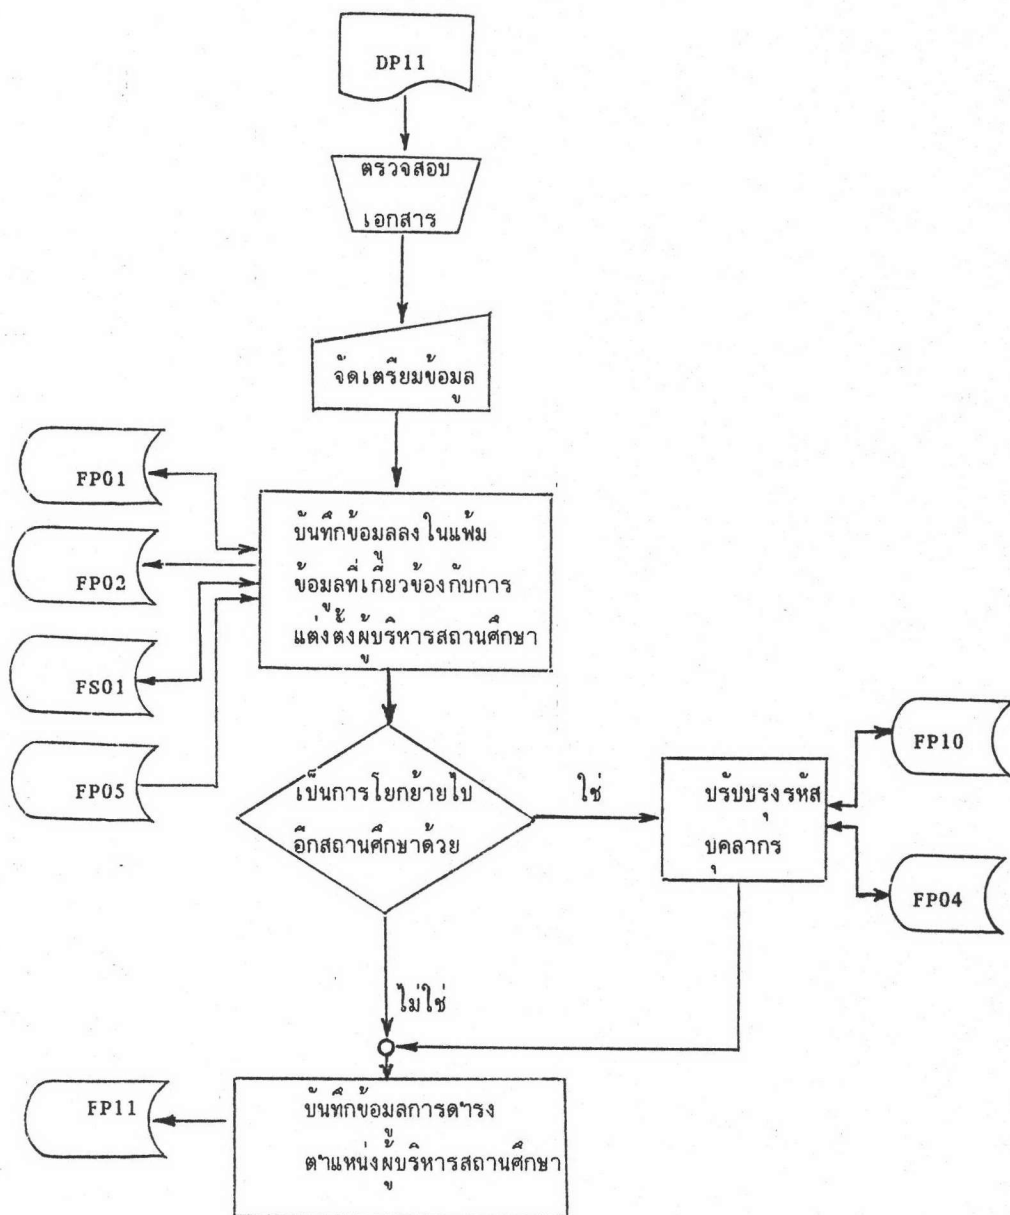 DP11
ตรวจสอบ
เอกสาร
จัดเตรียมข้อมูล
FP01
บันทึกข้อมูลลงในแฟ้ม
FP02
ข้อมูลที่เกี่ยวข้องกับการ
แต่งตั้งผู้บริหารสถานศึกษา
FS01
FP05
เป็นการโยกย้ายไป
อีกสถานศึกษาด้วย
ใช่
ปรับปรุงรหัส
บุคลากร
FP10
FP04
ไม่ใช่
FP11
บันทึกข้อมูลการดำรง
ตำแหน่งผู้บริหารสถานศึกษา